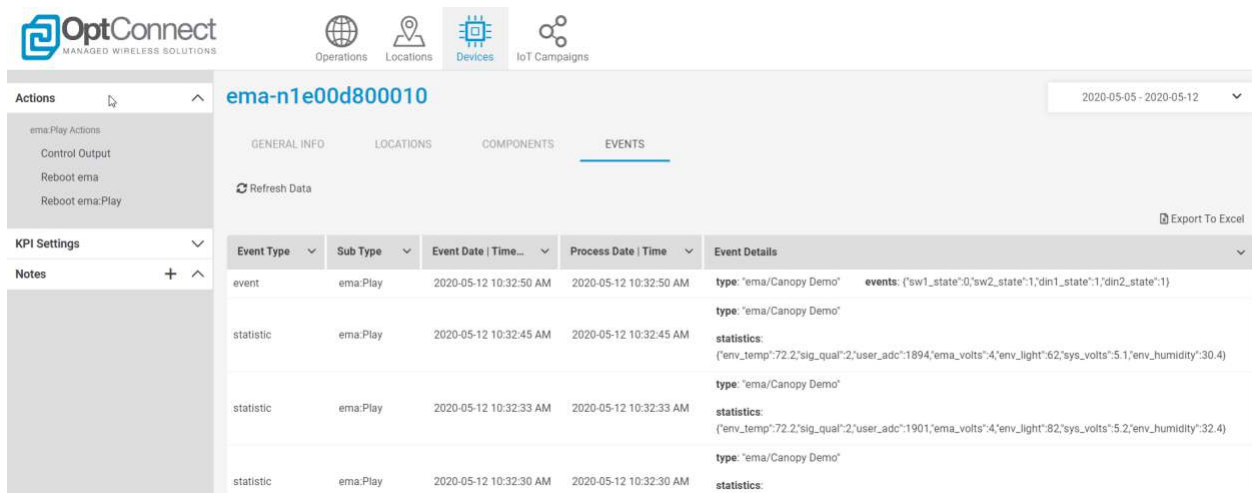 OptConnect
MANAGED WIRELESS SOLUTIONS
Operations
Locations
Devices
IoT Campaigns
Actions
ema:Play Actions
Control Output
Reboot ema
Reboot ema:Play
KPI Settings
Notes
ema-n1e00d800010
2020-05-05 - 2020-05-12
GENERAL INFO LOCATIONS COMPONENTS EVENTS
Refresh Data
Export To Excel
Event Type Sub Type Event Date | Time... Process Date | Time Event Details
event ema:Play 2020-05-12 10:32:50 AM 2020-05-12 10:32:50 AM type: "ema/Canopy Demo" events: {"sw1_state":0,"sw2_state":1,"din1_state":1,"din2_state":1}
type: "ema/Canopy Demo"
statistic ema:Play 2020-05-12 10:32:45 AM 2020-05-12 10:32:45 AM statistics:
{"env_temp":72.2,"sig_qual":2,"user_adc":1894,"ema_volts":4,"env_light":62,"sys_volts":5.1,"env_humidity":30.4}
type: "ema/Canopy Demo"
statistic ema:Play 2020-05-12 10:32:33 AM 2020-05-12 10:32:33 AM statistics:
{"env_temp":72.2,"sig_qual":2,"user_adc":1901,"ema_volts":4,"env_light":82,"sys_volts":5.2,"env_humidity":32.4}
type: "ema/Canopy Demo"
statistic ema:Play 2020-05-12 10:32:30 AM 2020-05-12 10:32:30 AM statistics: